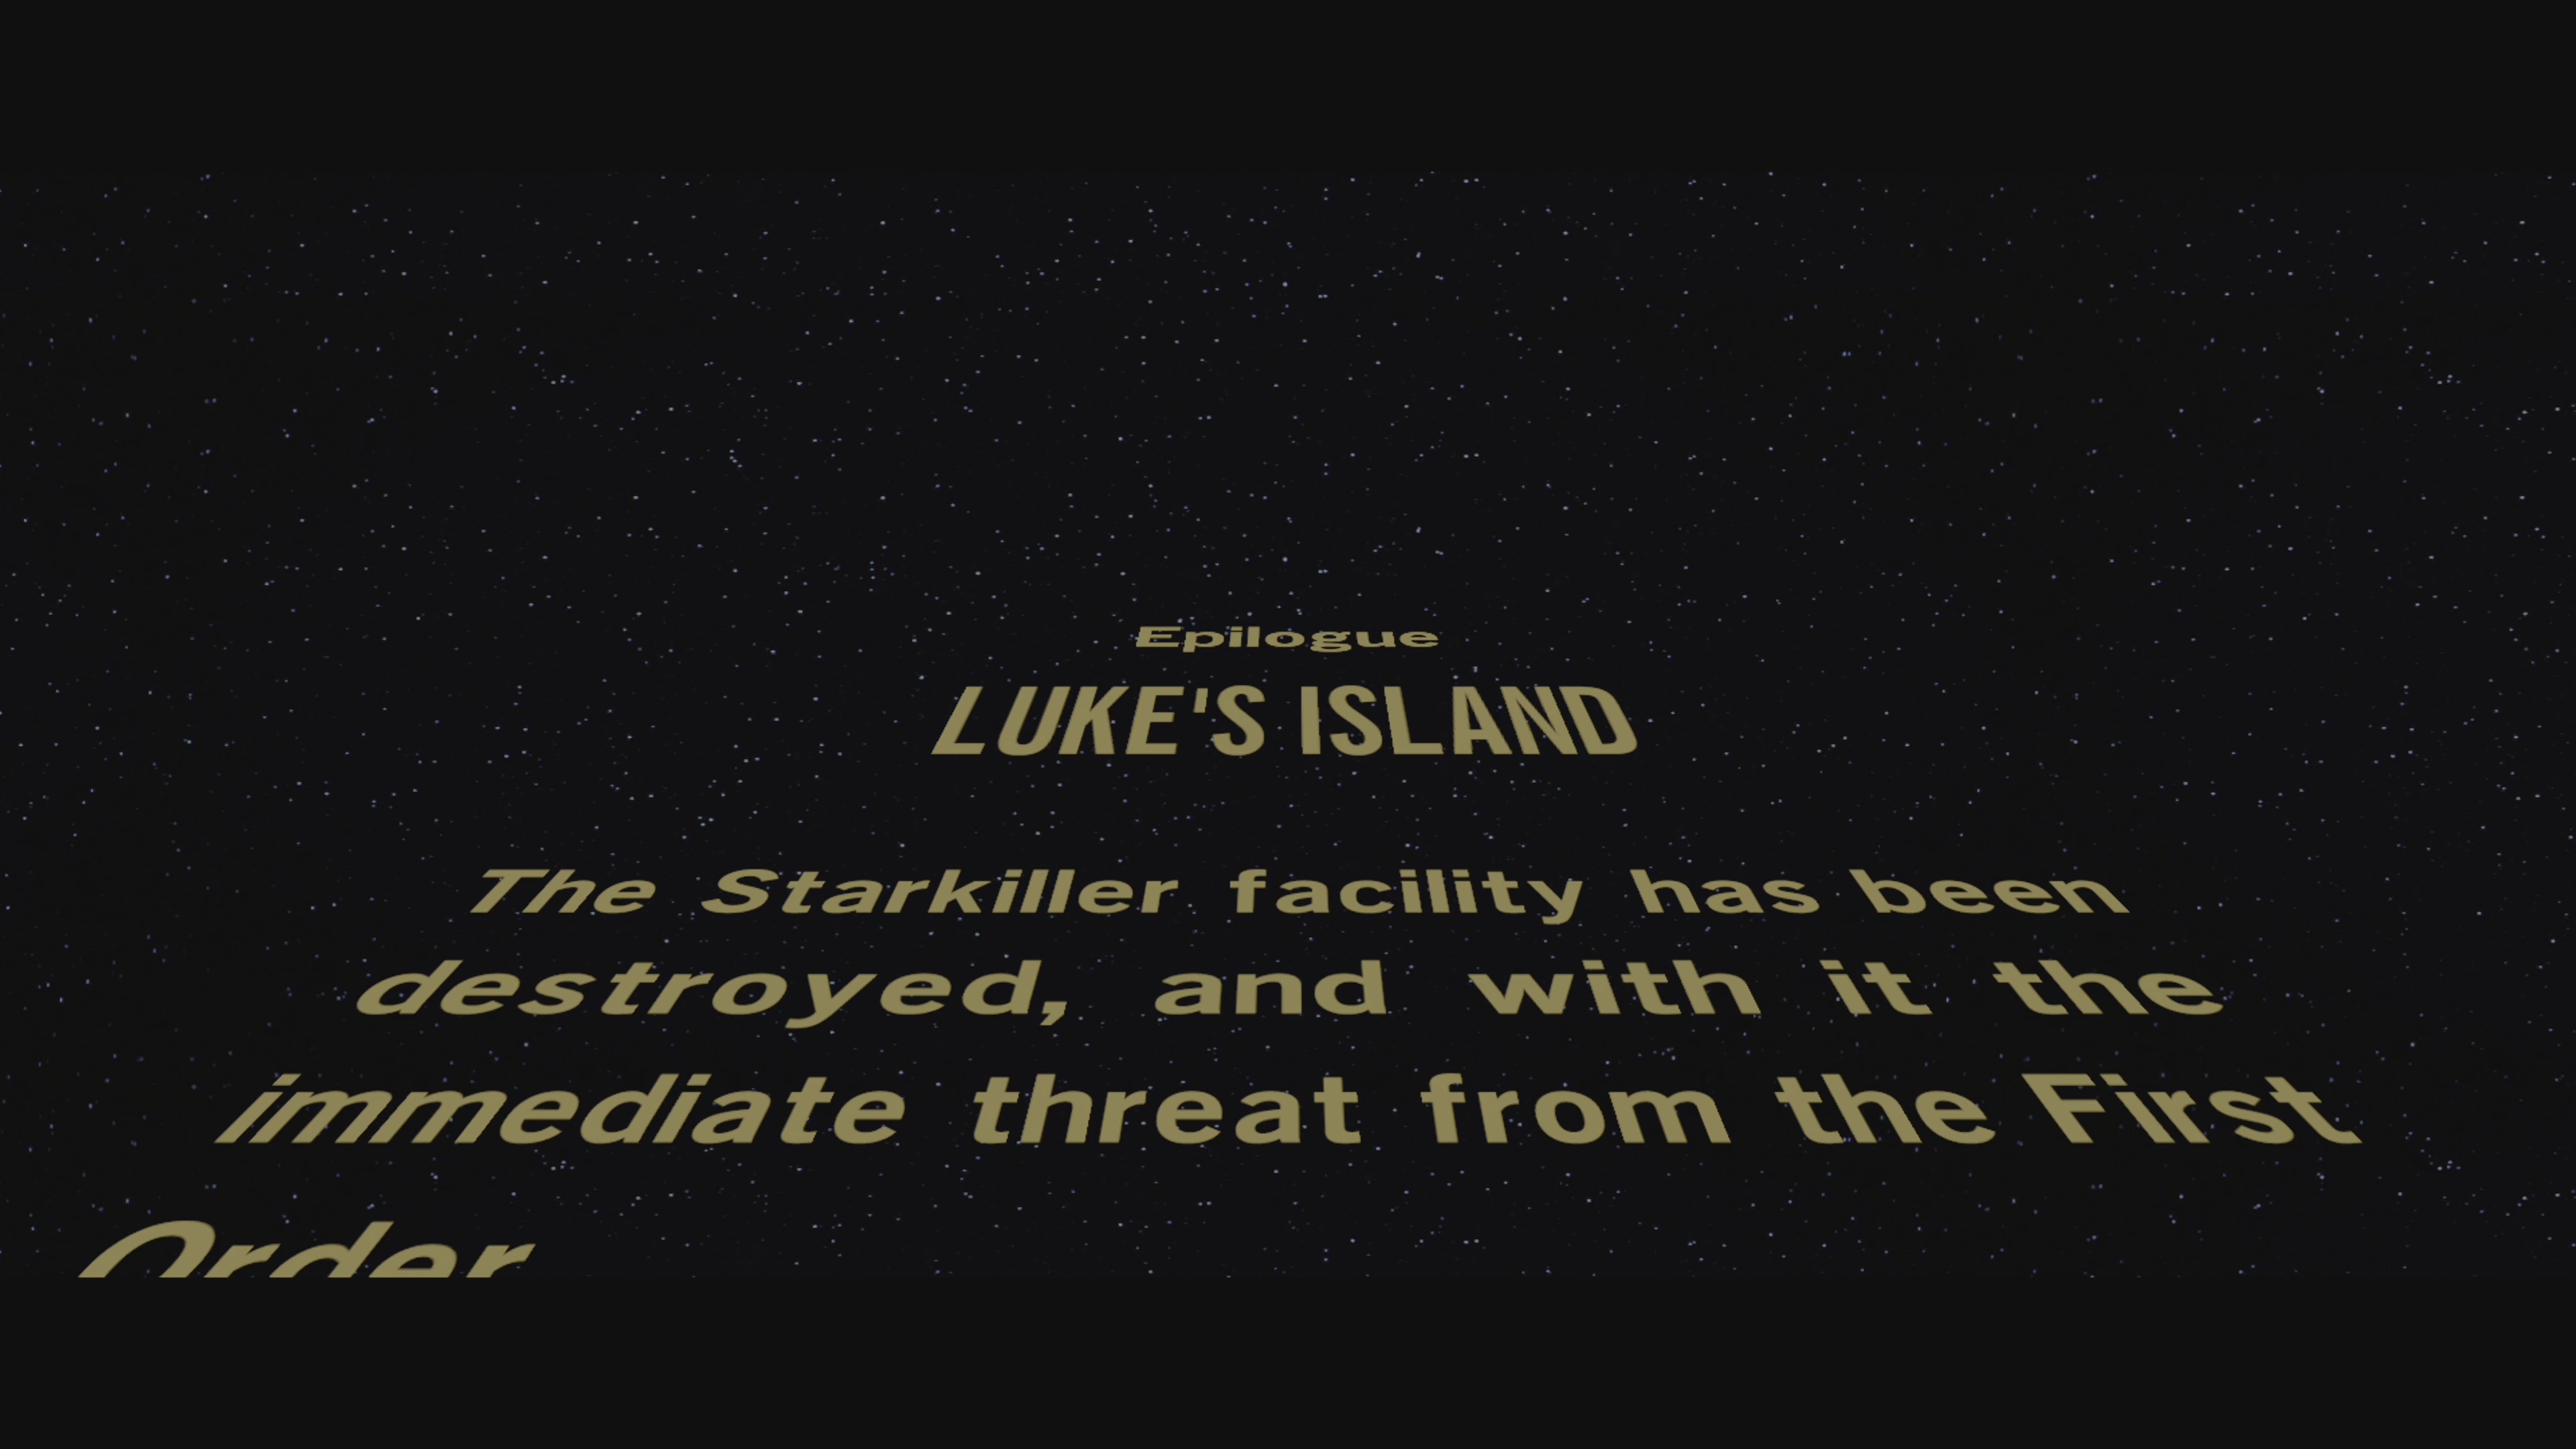 Epilogue
LUKE'S ISLAND
The Starkiller facility has been
destroyed, and with it the
immediate threat from the First
Order